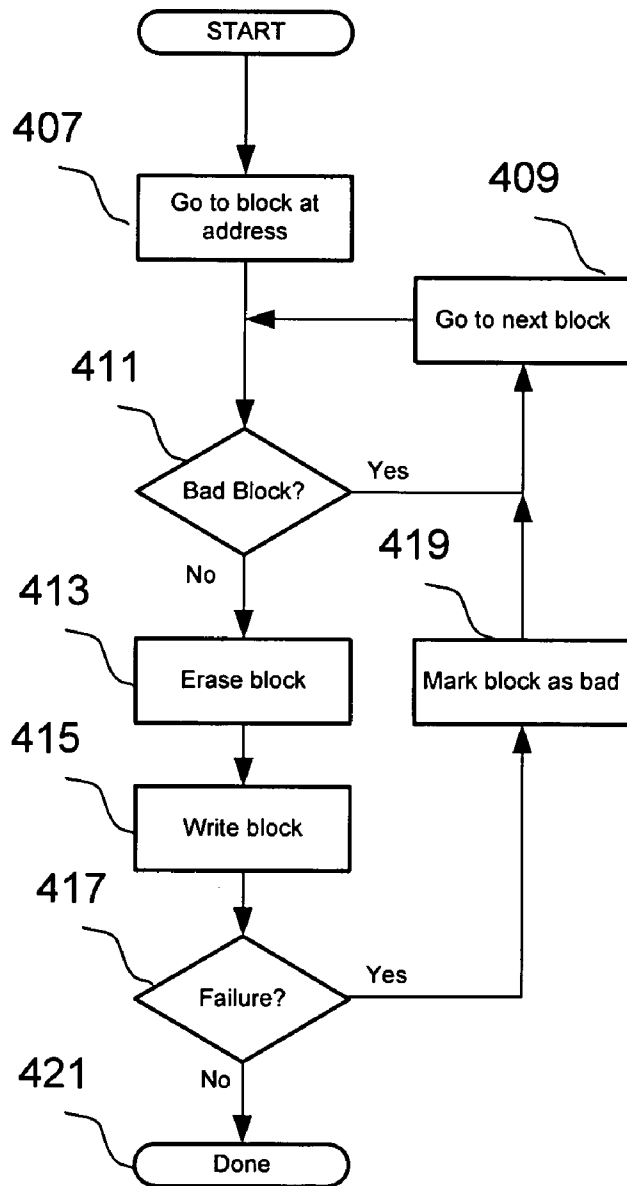 START
407
Go to block at
address
409
Go to next block
411
Bad Block?
Yes
No
413
Erase block
419
Mark block as bad
415
Write block
417
Failure?
Yes
No
421
Done